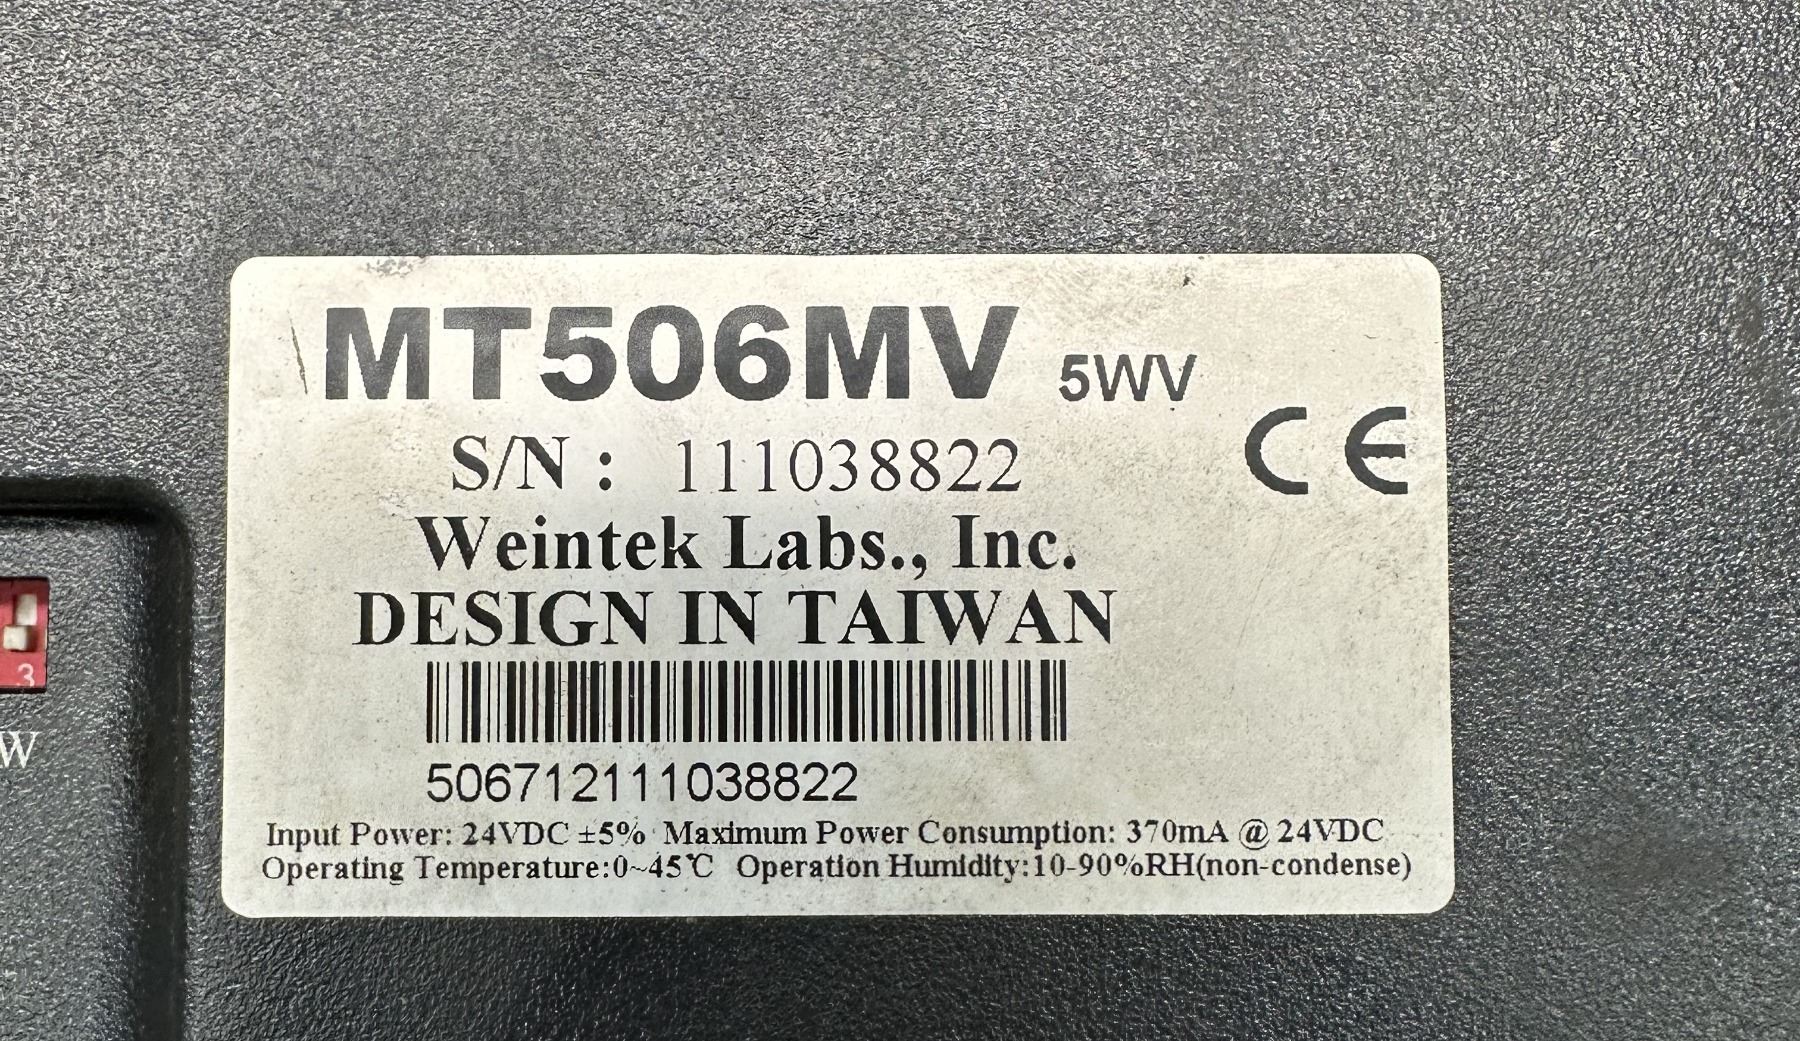 MT506MV 5WV
S/N : 111038822
CE
Weintek Labs., Inc.
DESIGN IN TAIWAN
506712111038822
Input Power: 24VDC ±5% Maximum Power Consumption: 370mA @ 24VDC
Operating Temperature:0~45℃ Operation Humidity:10-90%RH(non-condense)
3
W